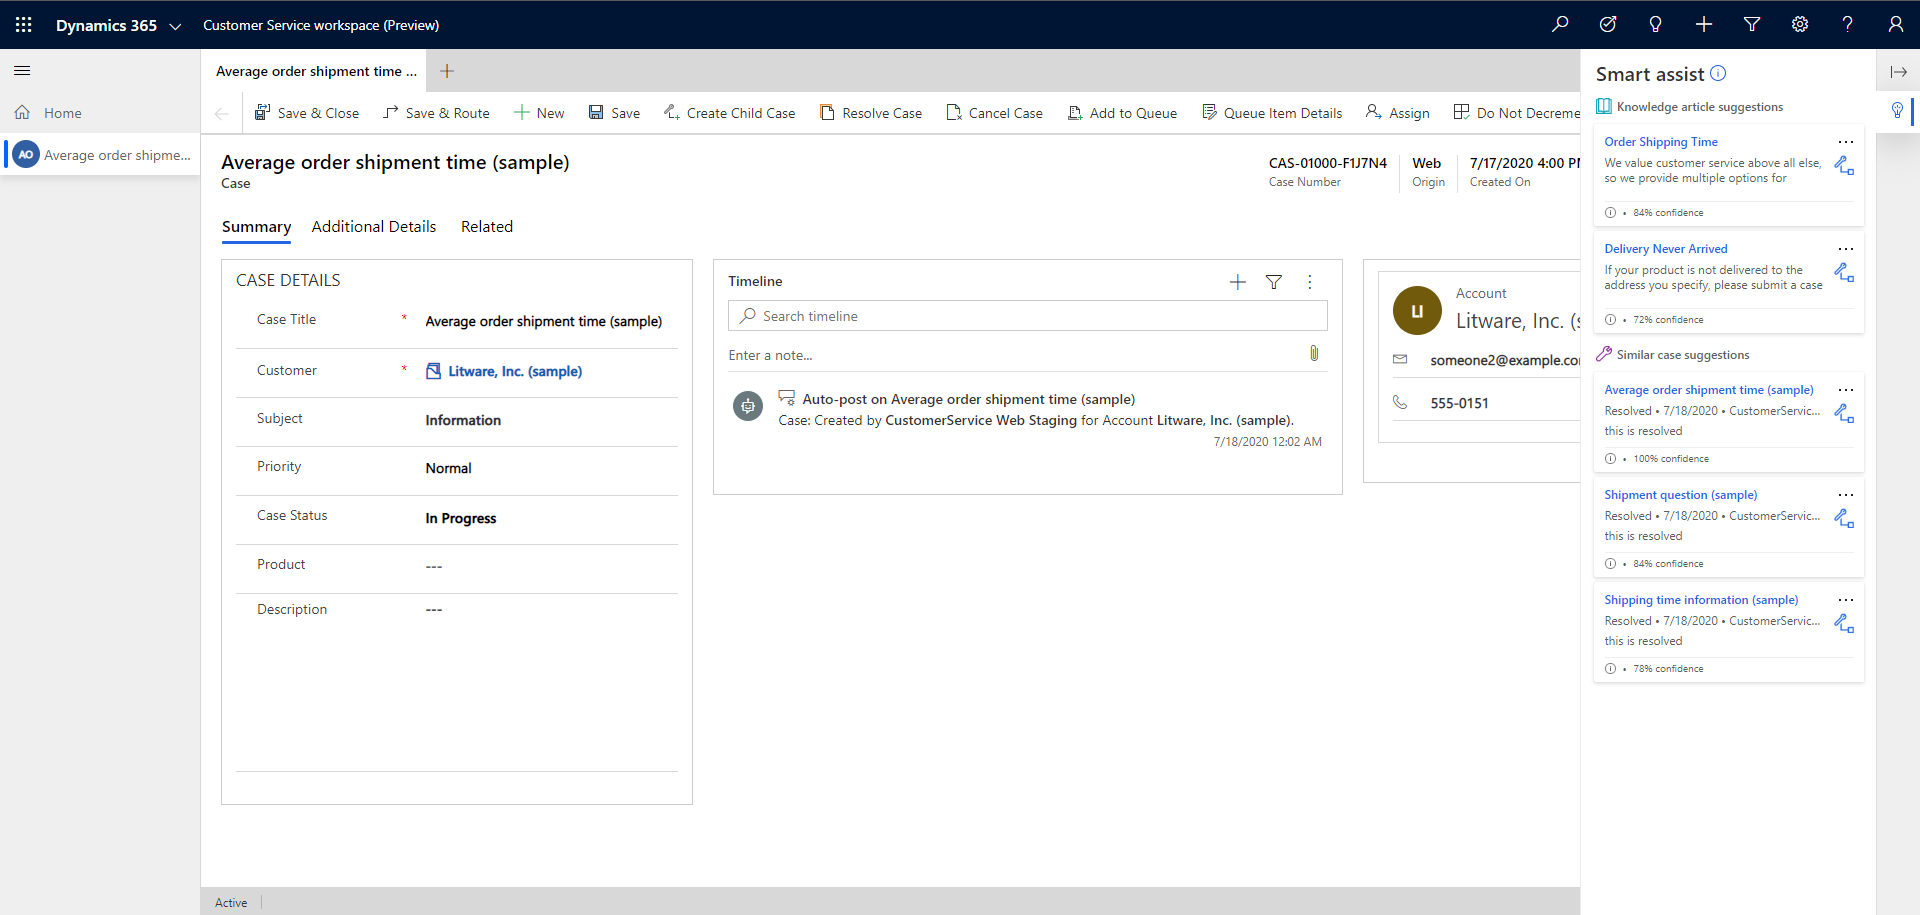 Dynamics 365
Customer Service workspace (Preview)
Average order shipment time ...
Home
AO
Average order shipme...
Save & Close
Save & Route
New
Save
Create Child Case
Resolve Case
Cancel Case
Add to Queue
Queue Item Details
Assign
Do Not Decreme
Average order shipment time (sample)
Case
CAS-01000-F1J7N4
Case Number
Web
Origin
7/17/2020 4:00 PM
Created On
Summary
Additional Details
Related
CASE DETAILS
Case Title * Average order shipment time (sample)
Customer * Litware, Inc. (sample)
Subject Information
Priority Normal
Case Status In Progress
Product ---
Description ---
Timeline
Search timeline
Enter a note...
Auto-post on Average order shipment time (sample)
Case: Created by CustomerService Web Staging for Account Litware, Inc. (sample).
7/18/2020 12:02 AM
LI
Account
Litware, Inc. (s
someone2@example.com
555-0151
Active
Smart assist
Knowledge article suggestions
Order Shipping Time
We value customer service above all else,
so we provide multiple options for
• 84% confidence
Delivery Never Arrived
If your product is not delivered to the
address you specify, please submit a case
• 72% confidence
Similar case suggestions
Average order shipment time (sample)
Resolved • 7/18/2020 • CustomerServic...
this is resolved
• 100% confidence
Shipment question (sample)
Resolved • 7/18/2020 • CustomerServic...
this is resolved
• 84% confidence
Shipping time information (sample)
Resolved • 7/18/2020 • CustomerServic...
this is resolved
• 78% confidence